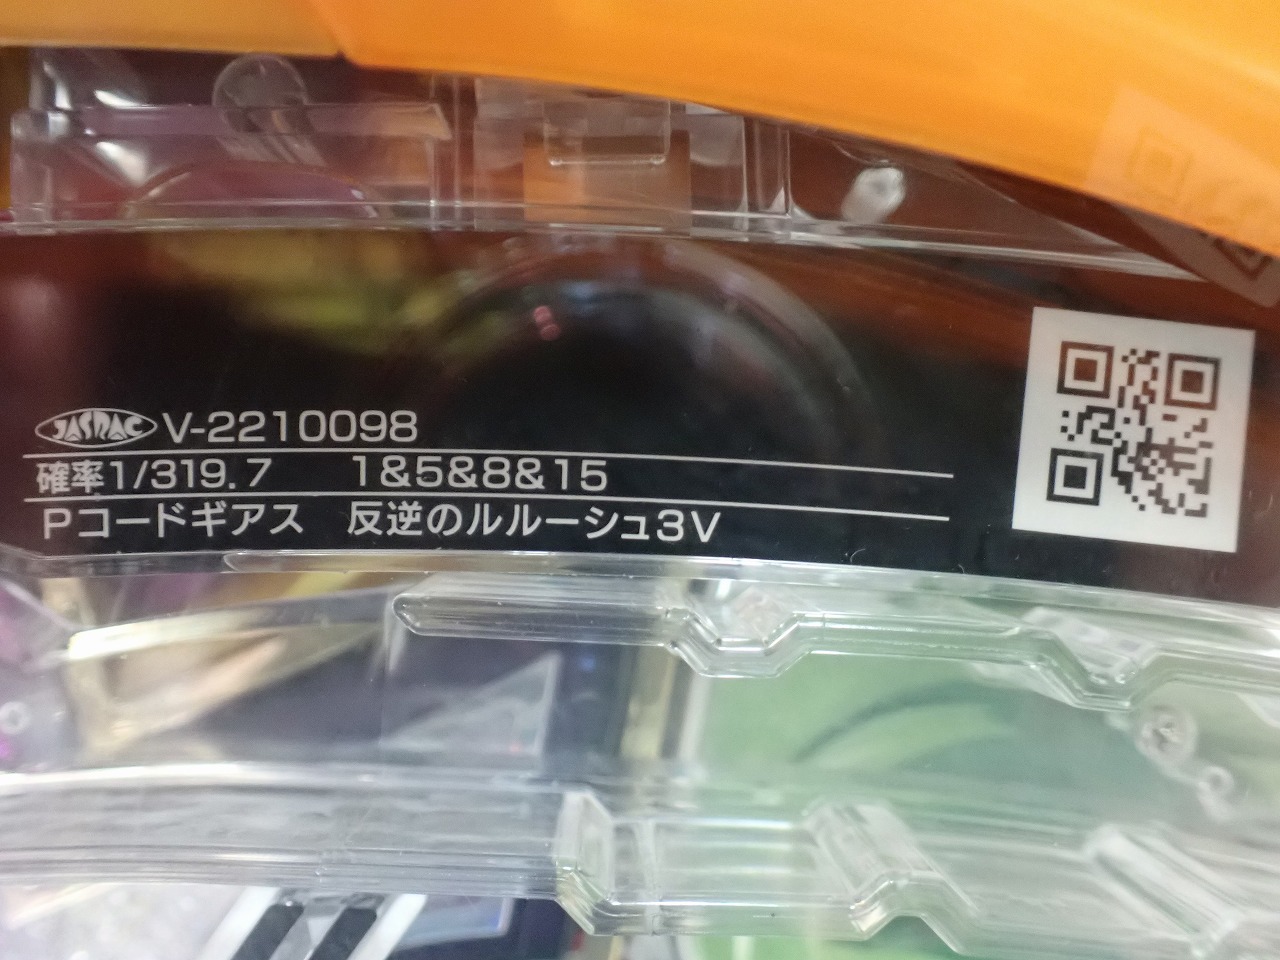 JASRAC V-2210098
確率1/319.7 1&5&8&15
Pコードギアス 反逆のルルーシュ3V